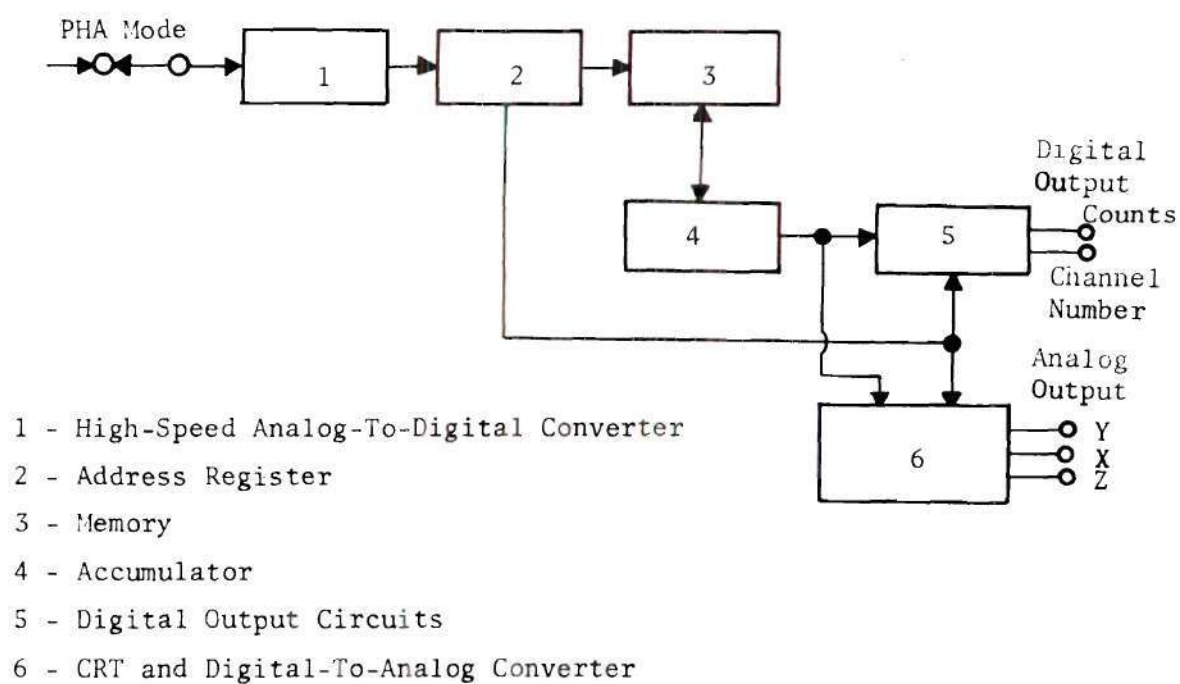 PHA Mode
1
2
3
Digital
Output
Counts
4
5
Channel
Number
Analog
Output
Y
6
X
Z
1 - High-Speed Analog-To-Digital Converter
2 - Address Register
3 - Memory
4 - Accumulator
5 - Digital Output Circuits
6 - CRT and Digital-To-Analog Converter